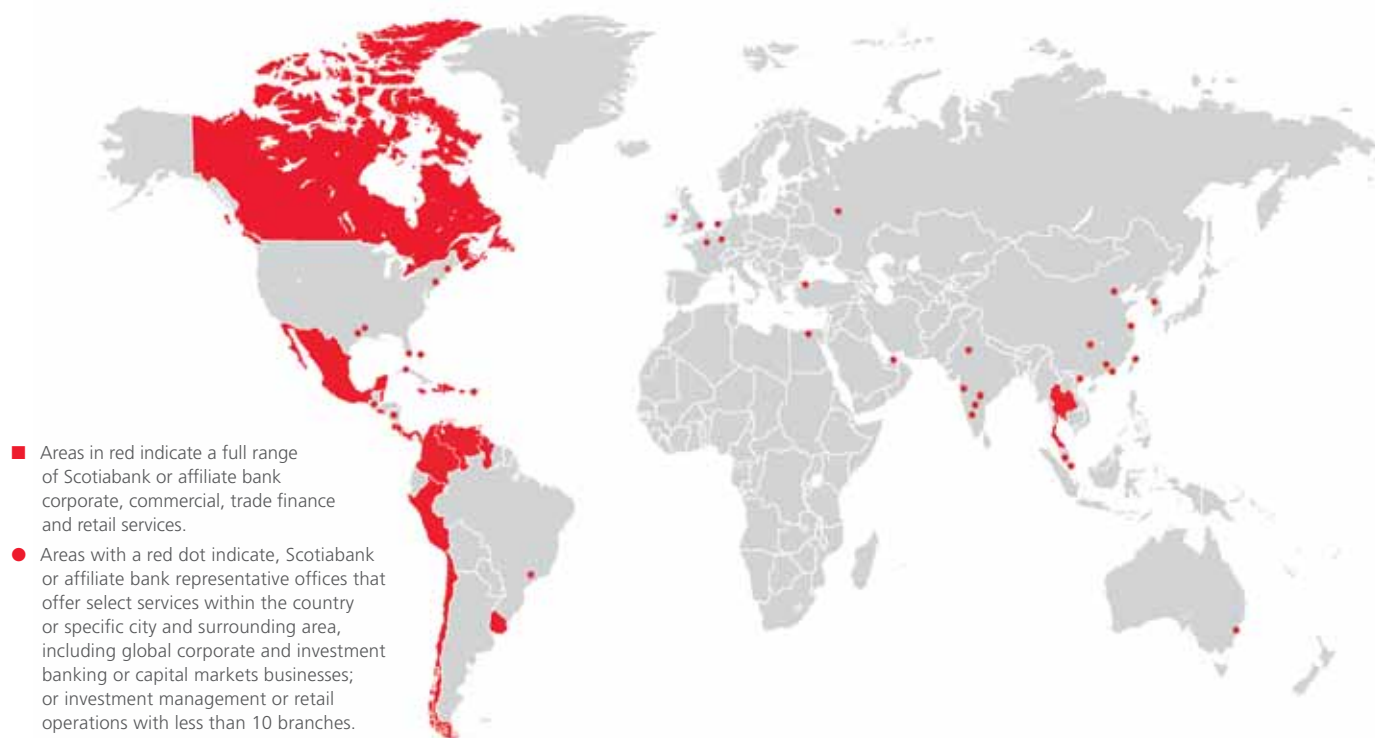 Areas in red indicate a full range
of Scotiabank or affiliate bank
corporate, commercial, trade finance
and retail services.
Areas with a red dot indicate, Scotiabank
or affiliate bank representative offices that
offer select services within the country
or specific city and surrounding area,
including global corporate and investment
banking or capital markets businesses;
or investment management or retail
operations with less than 10 branches.